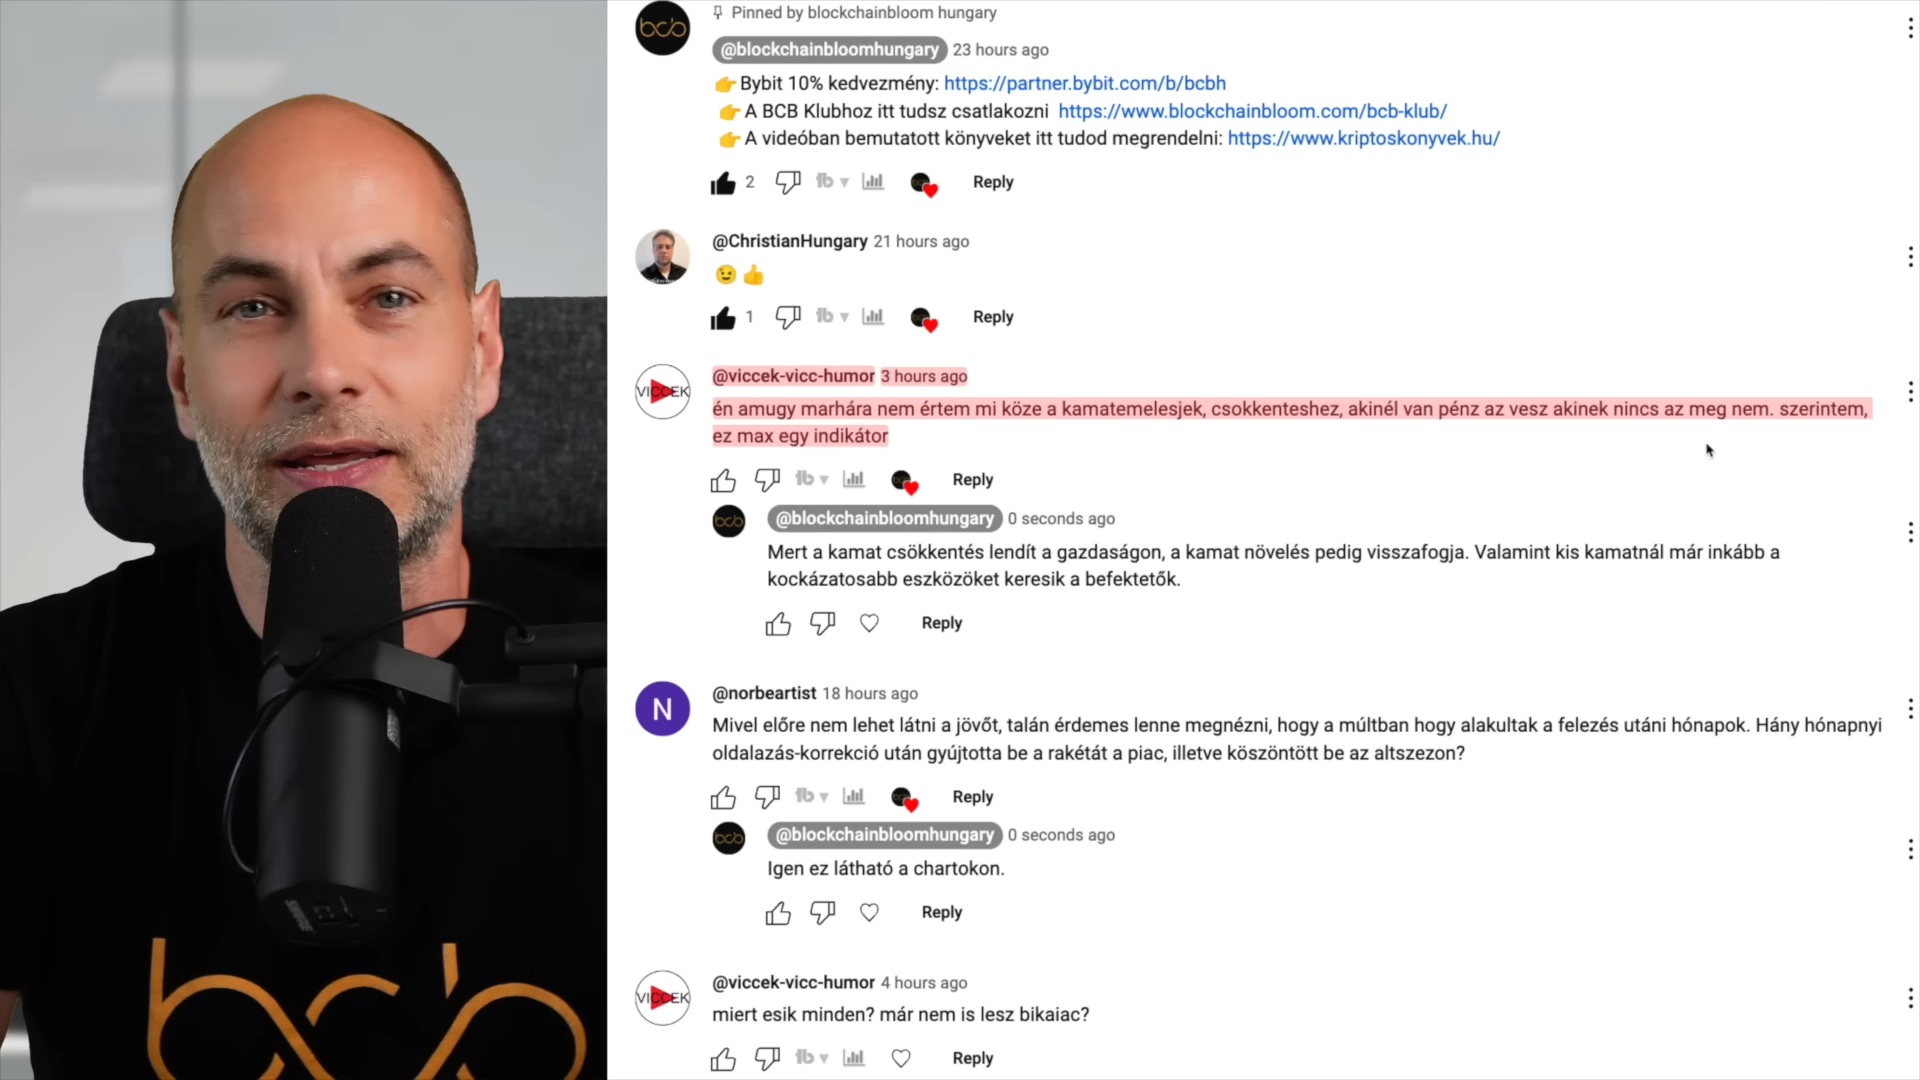 Pinned by blockchainbloom hungary
@blockchainbloomhungary 23 hours ago
👉 Bybit 10% kedvezmény: https://partner.bybit.com/b/bcbh
👉 A BCB Klubhoz itt tudsz csatlakozni https://www.blockchainbloom.com/bcb-klub/
👉 A videóban bemutatott könyveket itt tudod megrendelni: https://www.kriptoskonyvek.hu/
2 Reply
@ChristianHungary 21 hours ago
😉 👍
1 Reply
VICCEK
@viccek-vicc-humor 3 hours ago
én amugy marhára nem értem mi köze a kamatemelesjek, csokkenteshez, akinél van pénz az vesz akinek nincs az meg nem. szerintem,
ez max egy indikátor
Reply
bcb
@blockchainbloomhungary 0 seconds ago
Mert a kamat csökkentés lendít a gazdaságon, a kamat növelés pedig visszafogja. Valamint kis kamatnál már inkább a
kockázatosabb eszközöket keresik a befektetők.
Reply
N
@norbeartist 18 hours ago
Mivel előre nem lehet látni a jövőt, talán érdemes lenne megnézni, hogy a múltban hogy alakultak a felezés utáni hónapok. Hány hónapnyi
oldalazás-korrekció után gyújtotta be a rakétát a piac, illetve köszöntött be az altszezon?
Reply
bcb
@blockchainbloomhungary 0 seconds ago
Igen ez látható a chartokon.
Reply
VICCEK
@viccek-vicc-humor 4 hours ago
miert esik minden? már nem is lesz bikaiac?
Reply
bcb
bcb